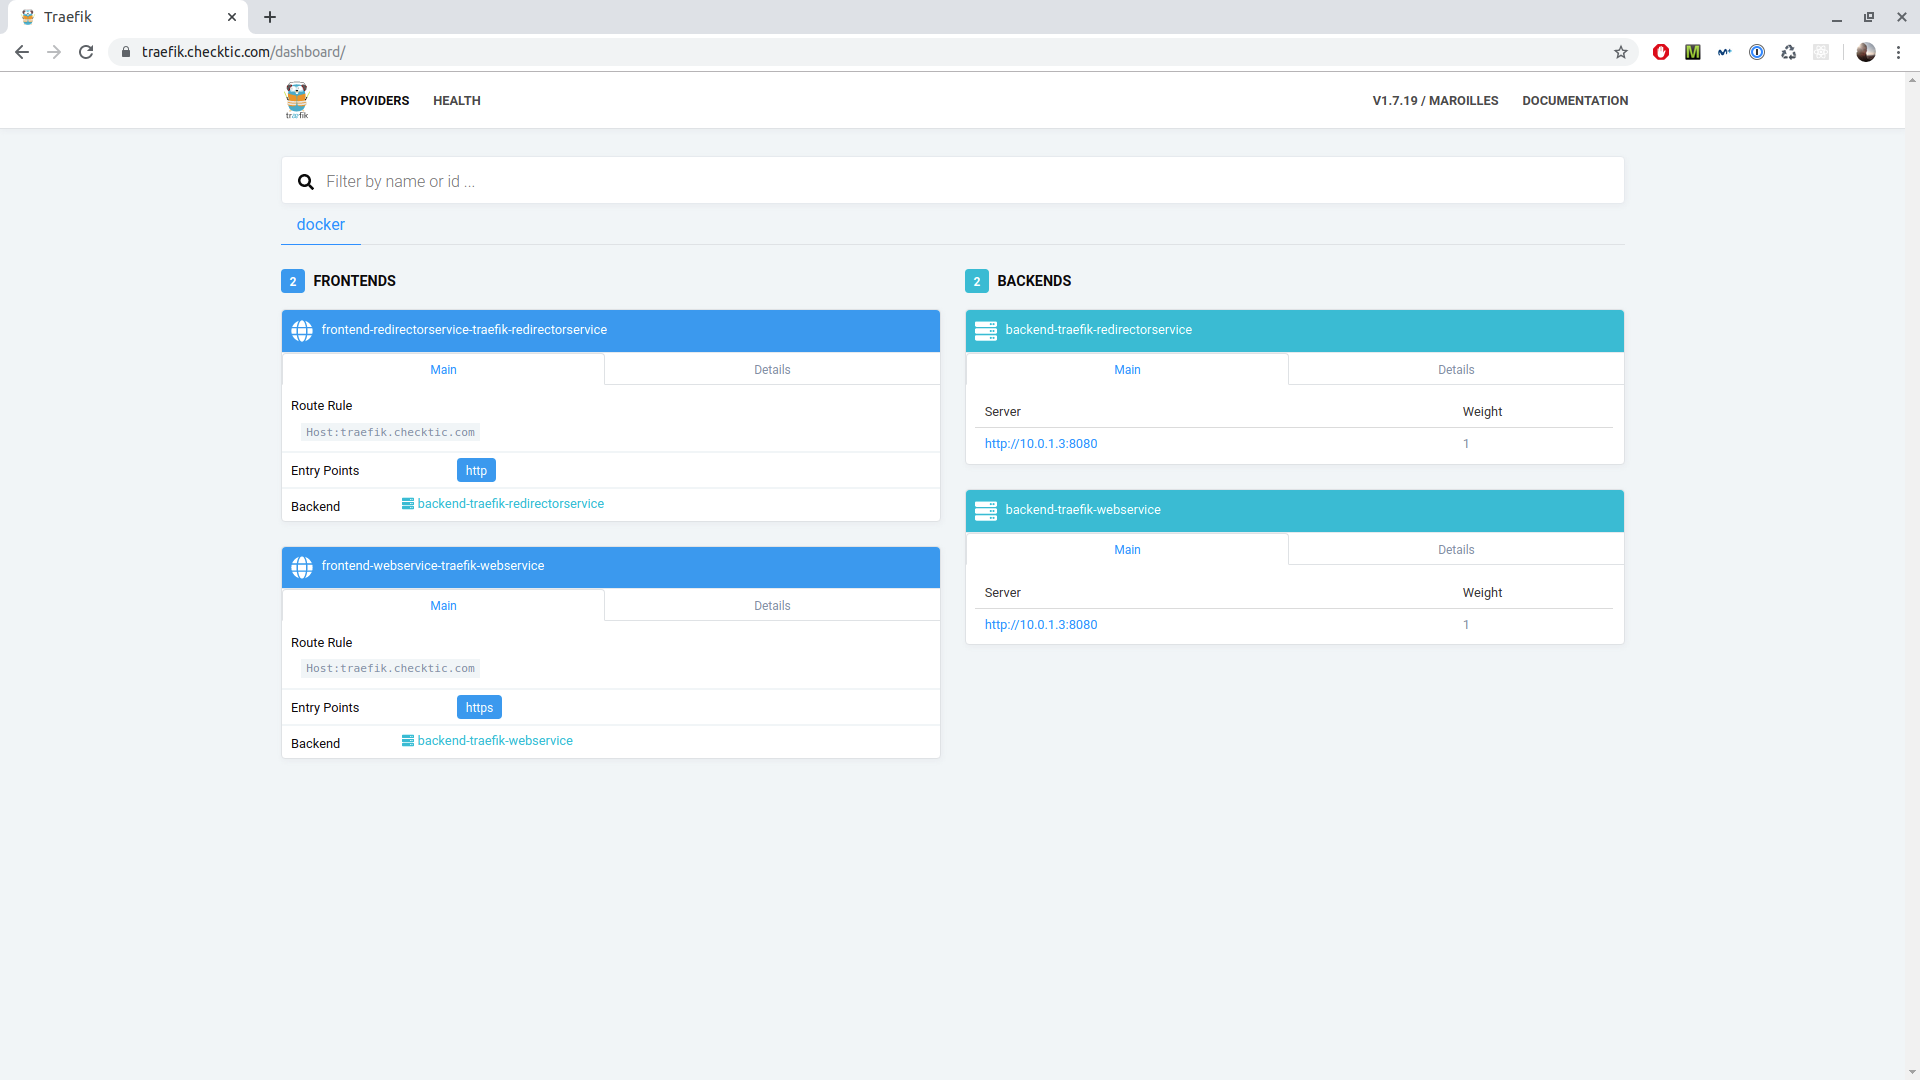 Traefik
traefik.checktic.com/dashboard/
træfik
PROVIDERS
HEALTH
V1.7.19 / MAROILLES
DOCUMENTATION
Filter by name or id ...
docker
2 FRONTENDS
frontend-redirectorservice-traefik-redirectorservice
Main
Details
Route Rule
Host:traefik.checktic.com
Entry Points
http
Backend
backend-traefik-redirectorservice
frontend-webservice-traefik-webservice
Main
Details
Route Rule
Host:traefik.checktic.com
Entry Points
https
Backend
backend-traefik-webservice
2 BACKENDS
backend-traefik-redirectorservice
Main
Details
Server
Weight
http://10.0.1.3:8080
1
backend-traefik-webservice
Main
Details
Server
Weight
http://10.0.1.3:8080
1